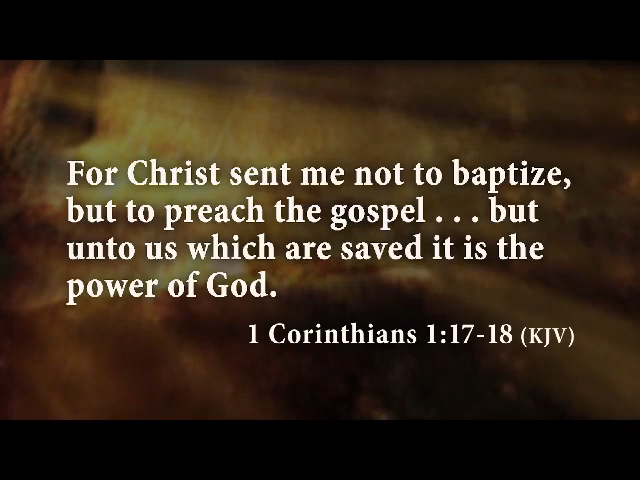 For Christ sent me not to baptize,
but to preach the gospel . . . but
unto us which are saved it is the
power of God.
1 Corinthians 1:17-18 (KJV)